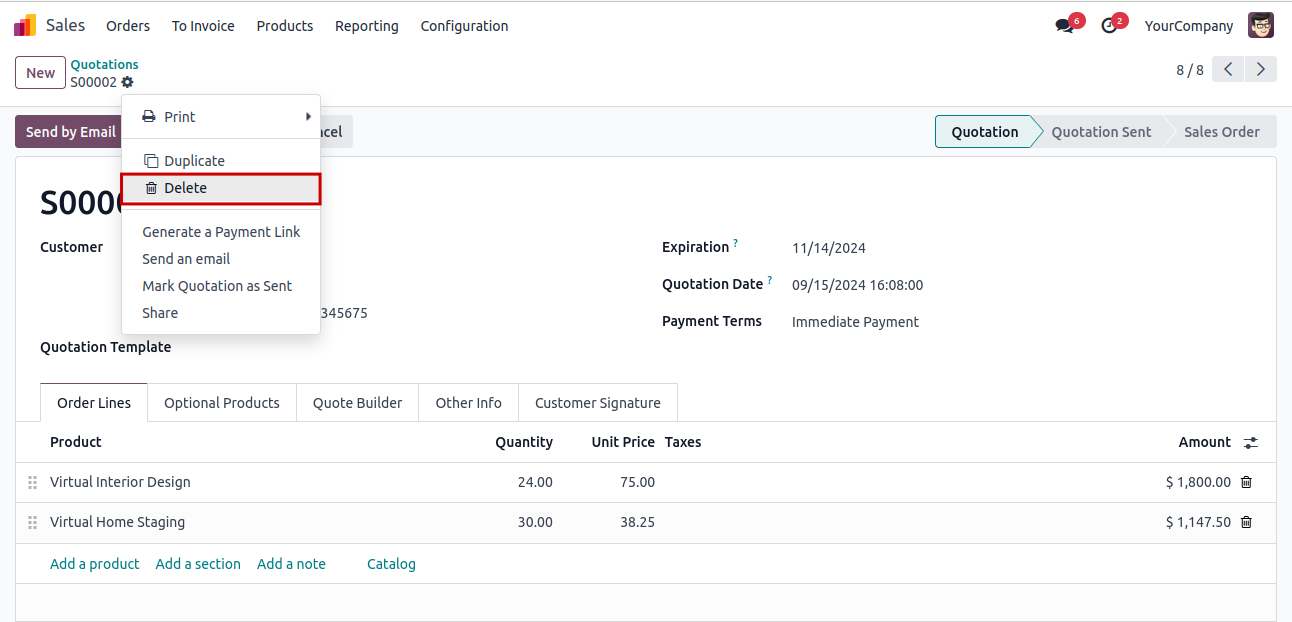 Sales Orders To Invoice Products Reporting Configuration 6 2 YourCompany
New Quotations 8 / 8
S00002
Print
Send by Email Quotation Quotation Sent Sales Order
Duplicate
Delete
Generate a Payment Link
Customer Expiration ? 11/14/2024
Send an email
Mark Quotation as Sent Quotation Date ? 09/15/2024 16:08:00
Share 345675 Payment Terms Immediate Payment
Quotation Template
Order Lines Optional Products Quote Builder Other Info Customer Signature
Product Quantity Unit Price Taxes Amount
Virtual Interior Design 24.00 75.00 $ 1,800.00
Virtual Home Staging 30.00 38.25 $ 1,147.50
Add a product Add a section Add a note Catalog